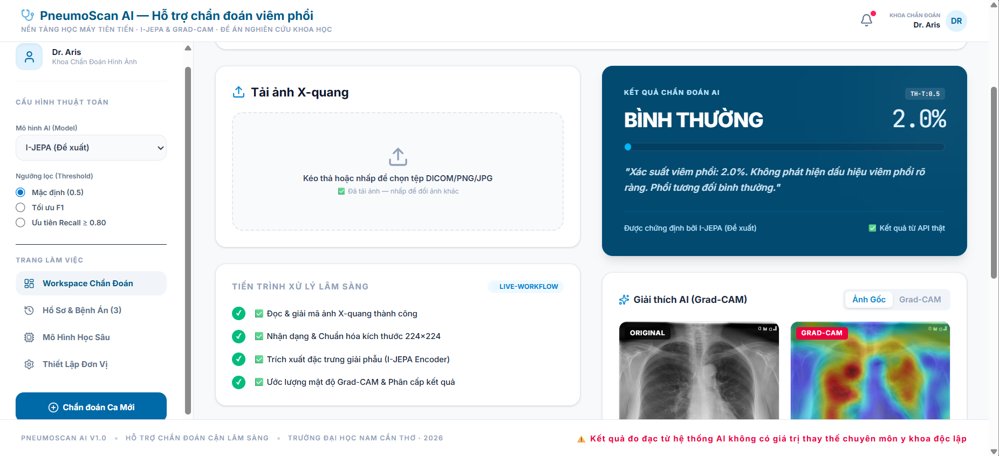 PneumoScan AI — Hỗ trợ chẩn đoán viêm phổi
NỀN TẢNG HỌC MÁY TIÊN TIẾN · I-JEPA & GRAD-CAM · ĐỀ ÁN NGHIÊN CỨU KHOA HỌC
KHOA CHẨN ĐOÁN
Dr. Aris
DR
Dr. Aris
Khoa Chẩn Đoán Hình Ảnh
CẤU HÌNH THUẬT TOÁN
Mô hình AI (Model)
I-JEPA (Đề xuất)
Ngưỡng lọc (Threshold)
Mặc định (0.5)
Tối ưu F1
Ưu tiên Recall ≥ 0.80
TRANG LÀM VIỆC
Workspace Chẩn Đoán
Hồ Sơ & Bệnh Án (3)
Mô Hình Học Sâu
Thiết Lập Đơn Vị
Chẩn đoán Ca Mới
Tải ảnh X-quang
Kéo thả hoặc nhấp để chọn tệp DICOM/PNG/JPG
✅ Đã tải ảnh — nhấp để đổi ảnh khác
TIẾN TRÌNH XỬ LÝ LÂM SÀNG
LIVE-WORKFLOW
✅ Đọc & giải mã ảnh X-quang thành công
✅ Nhận dạng & Chuẩn hóa kích thước 224×224
✅ Trích xuất đặc trưng giải phẫu (I-JEPA Encoder)
✅ Ước lượng mật độ Grad-CAM & Phân cấp kết quả
KẾT QUẢ CHẨN ĐOÁN AI
TH-T:0.5
BÌNH THƯỜNG
2.0%
"Xác suất viêm phổi: 2.0%. Không phát hiện dấu hiệu viêm phổi rõ
ràng. Phổi tương đối bình thường."
Được chứng định bởi I-JEPA (Đề xuất)
✅ Kết quả từ API thật
Giải thích AI (Grad-CAM)
Ảnh Gốc
Grad-CAM
ORIGINAL
GRAD-CAM
PNEUMOSCAN AI V1.0 • HỖ TRỢ CHẨN ĐOÁN CẬN LÂM SÀNG • TRƯỜNG ĐẠI HỌC NAM CẦN THƠ · 2026
⚠️ Kết quả đo đạc từ hệ thống AI không có giá trị thay thế chuyên môn y khoa độc lập